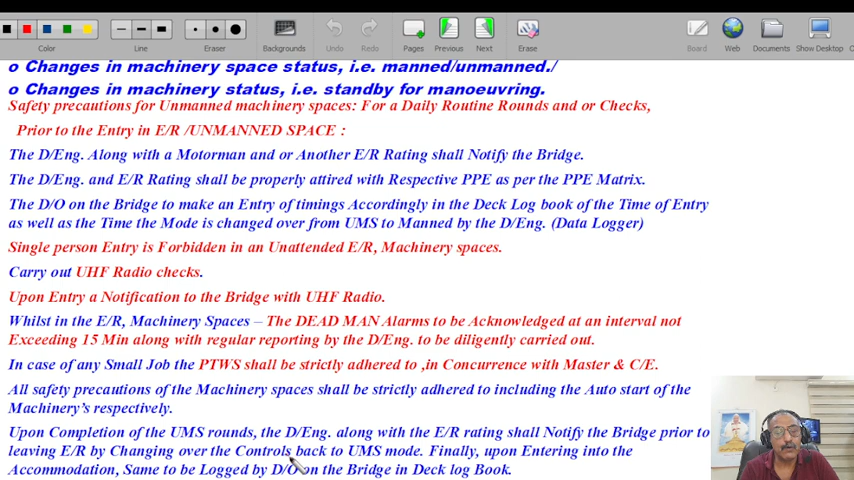 Color
Line
Eraser
Backgrounds
Undo
Redo
Pages
Previous
Next
Erase
Board
Web
Documents
Show Desktop
o Changes in machinery space status, i.e. manned/unmanned./
o Changes in machinery status, i.e. standby for manoeuvring.
Safety precautions for Unmanned machinery spaces: For a Daily Routine Rounds and or Checks,
Prior to the Entry in E/R /UNMANNED SPACE :
The D/Eng. Along with a Motorman and or Another E/R Rating shall Notify the Bridge.
The D/Eng. and E/R Rating shall be properly attired with Respective PPE as per the PPE Matrix.
The D/O on the Bridge to make an Entry of timings Accordingly in the Deck Log book of the Time of Entry
as well as the Time the Mode is changed over from UMS to Manned by the D/Eng. (Data Logger)
Single person Entry is Forbidden in an Unattended E/R, Machinery spaces.
Carry out UHF Radio checks.
Upon Entry a Notification to the Bridge with UHF Radio.
Whilst in the E/R, Machinery Spaces – The DEAD MAN Alarms to be Acknowledged at an interval not
Exceeding 15 Min along with regular reporting by the D/Eng. to be diligently carried out.
In case of any Small Job the PTWS shall be strictly adhered to ,in Concurrence with Master & C/E.
All safety precautions of the Machinery spaces shall be strictly adhered to including the Auto start of the
Machinery's respectively.
Upon Completion of the UMS rounds, the D/Eng. along with the E/R rating shall Notify the Bridge prior to
leaving E/R by Changing over the Controls back to UMS mode. Finally, upon Entering into the
Accommodation, Same to be Logged by D/O on the Bridge in Deck log Book.